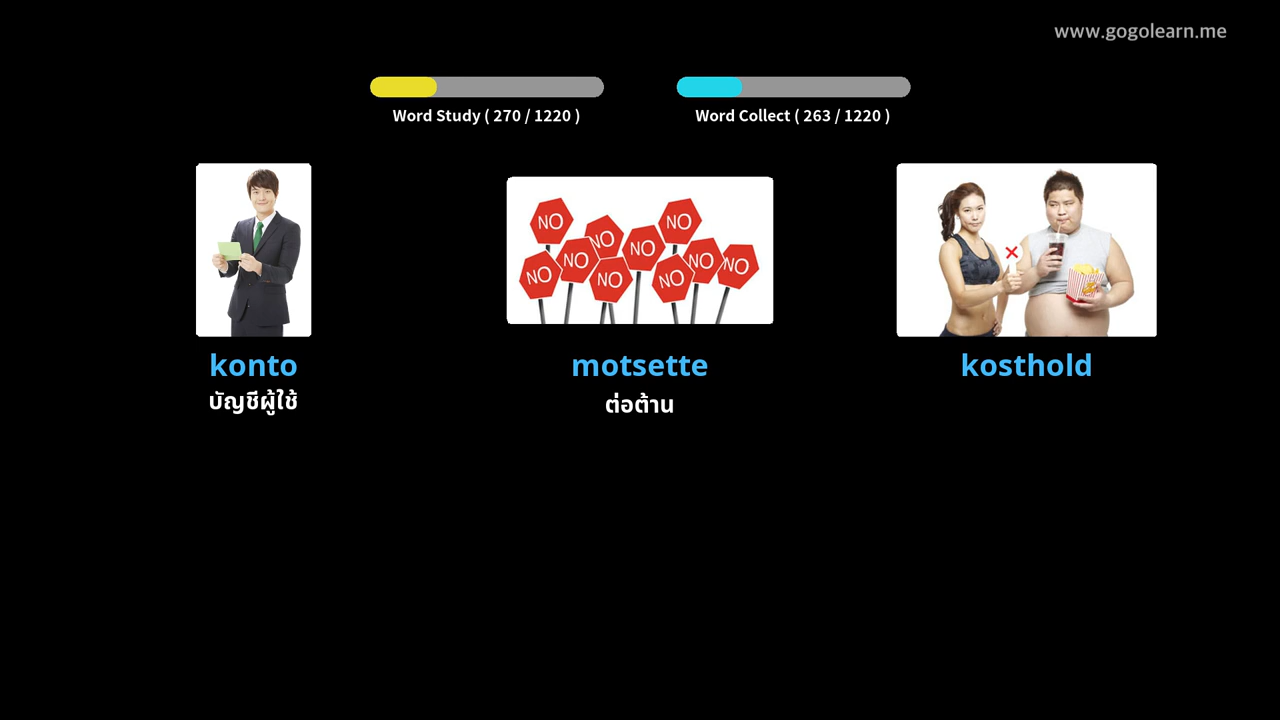 www.gogolearn.me
Word Study ( 270 / 1220 )
Word Collect ( 263 / 1220 )
NO
NO
NO
NO
NO
NO
NO
NO
NO
NO
konto
บัญชีผู้ใช้
motsette
ต่อต้าน
kosthold